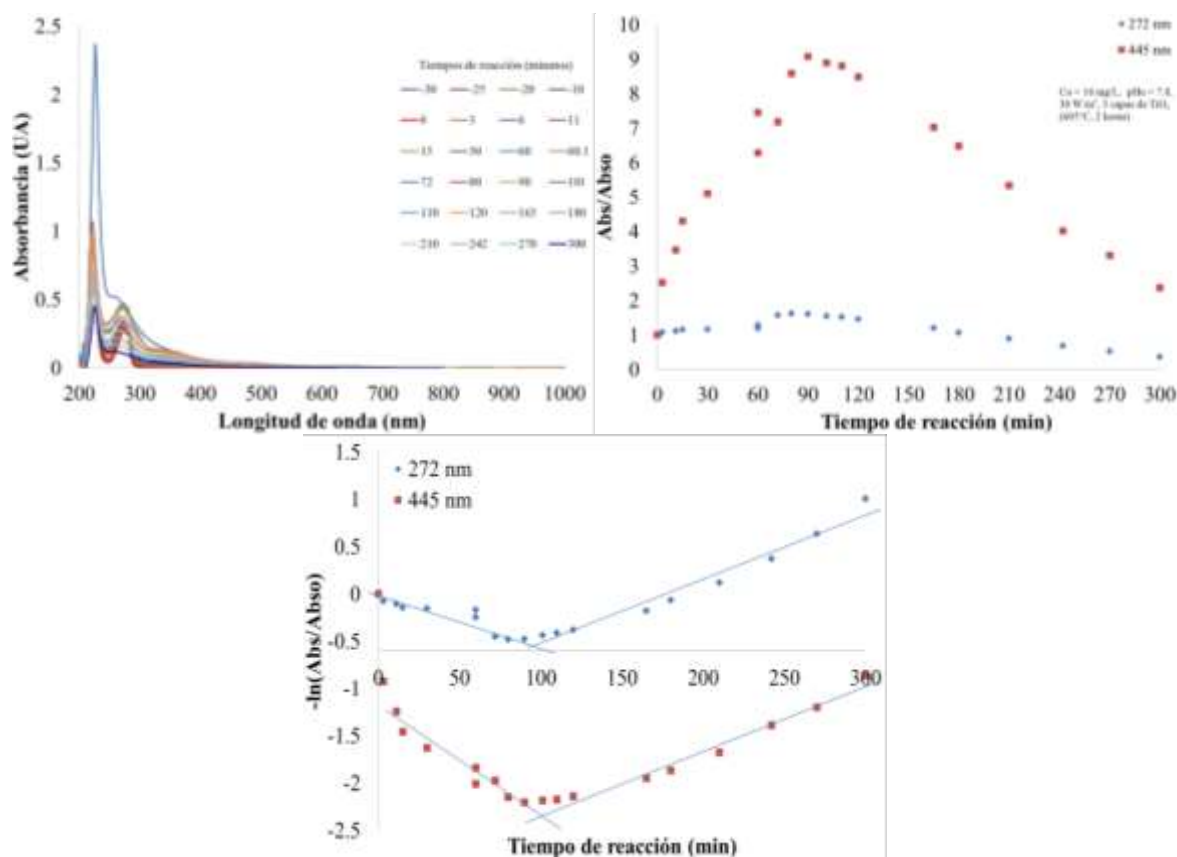 2.5
2
1.5
1
0.5
0
200 300 400 500 600 700 800 900 1000
Absorbancia (UA)
Longitud de onda (nm)
Tiempos de reacción (minutos)
-30 -25 -20 -10
0 3 6 11
15 30 60
72 80 90
110 120 165 180
210 242 270 300
10
9
8
7
6
5
4
3
2
1
0
0 30 60 90 120 150 180 210 240 270 300
Abs/Abso
Tiempo de reacción (min)
272 nm
445 nm
1.5
1
0.5
0
-0.5
-1
-1.5
-2
-2.5
0 50 100 150 200 250 300
-ln(Abs/Abso)
Tiempo de reacción (min)
272 nm
445 nm